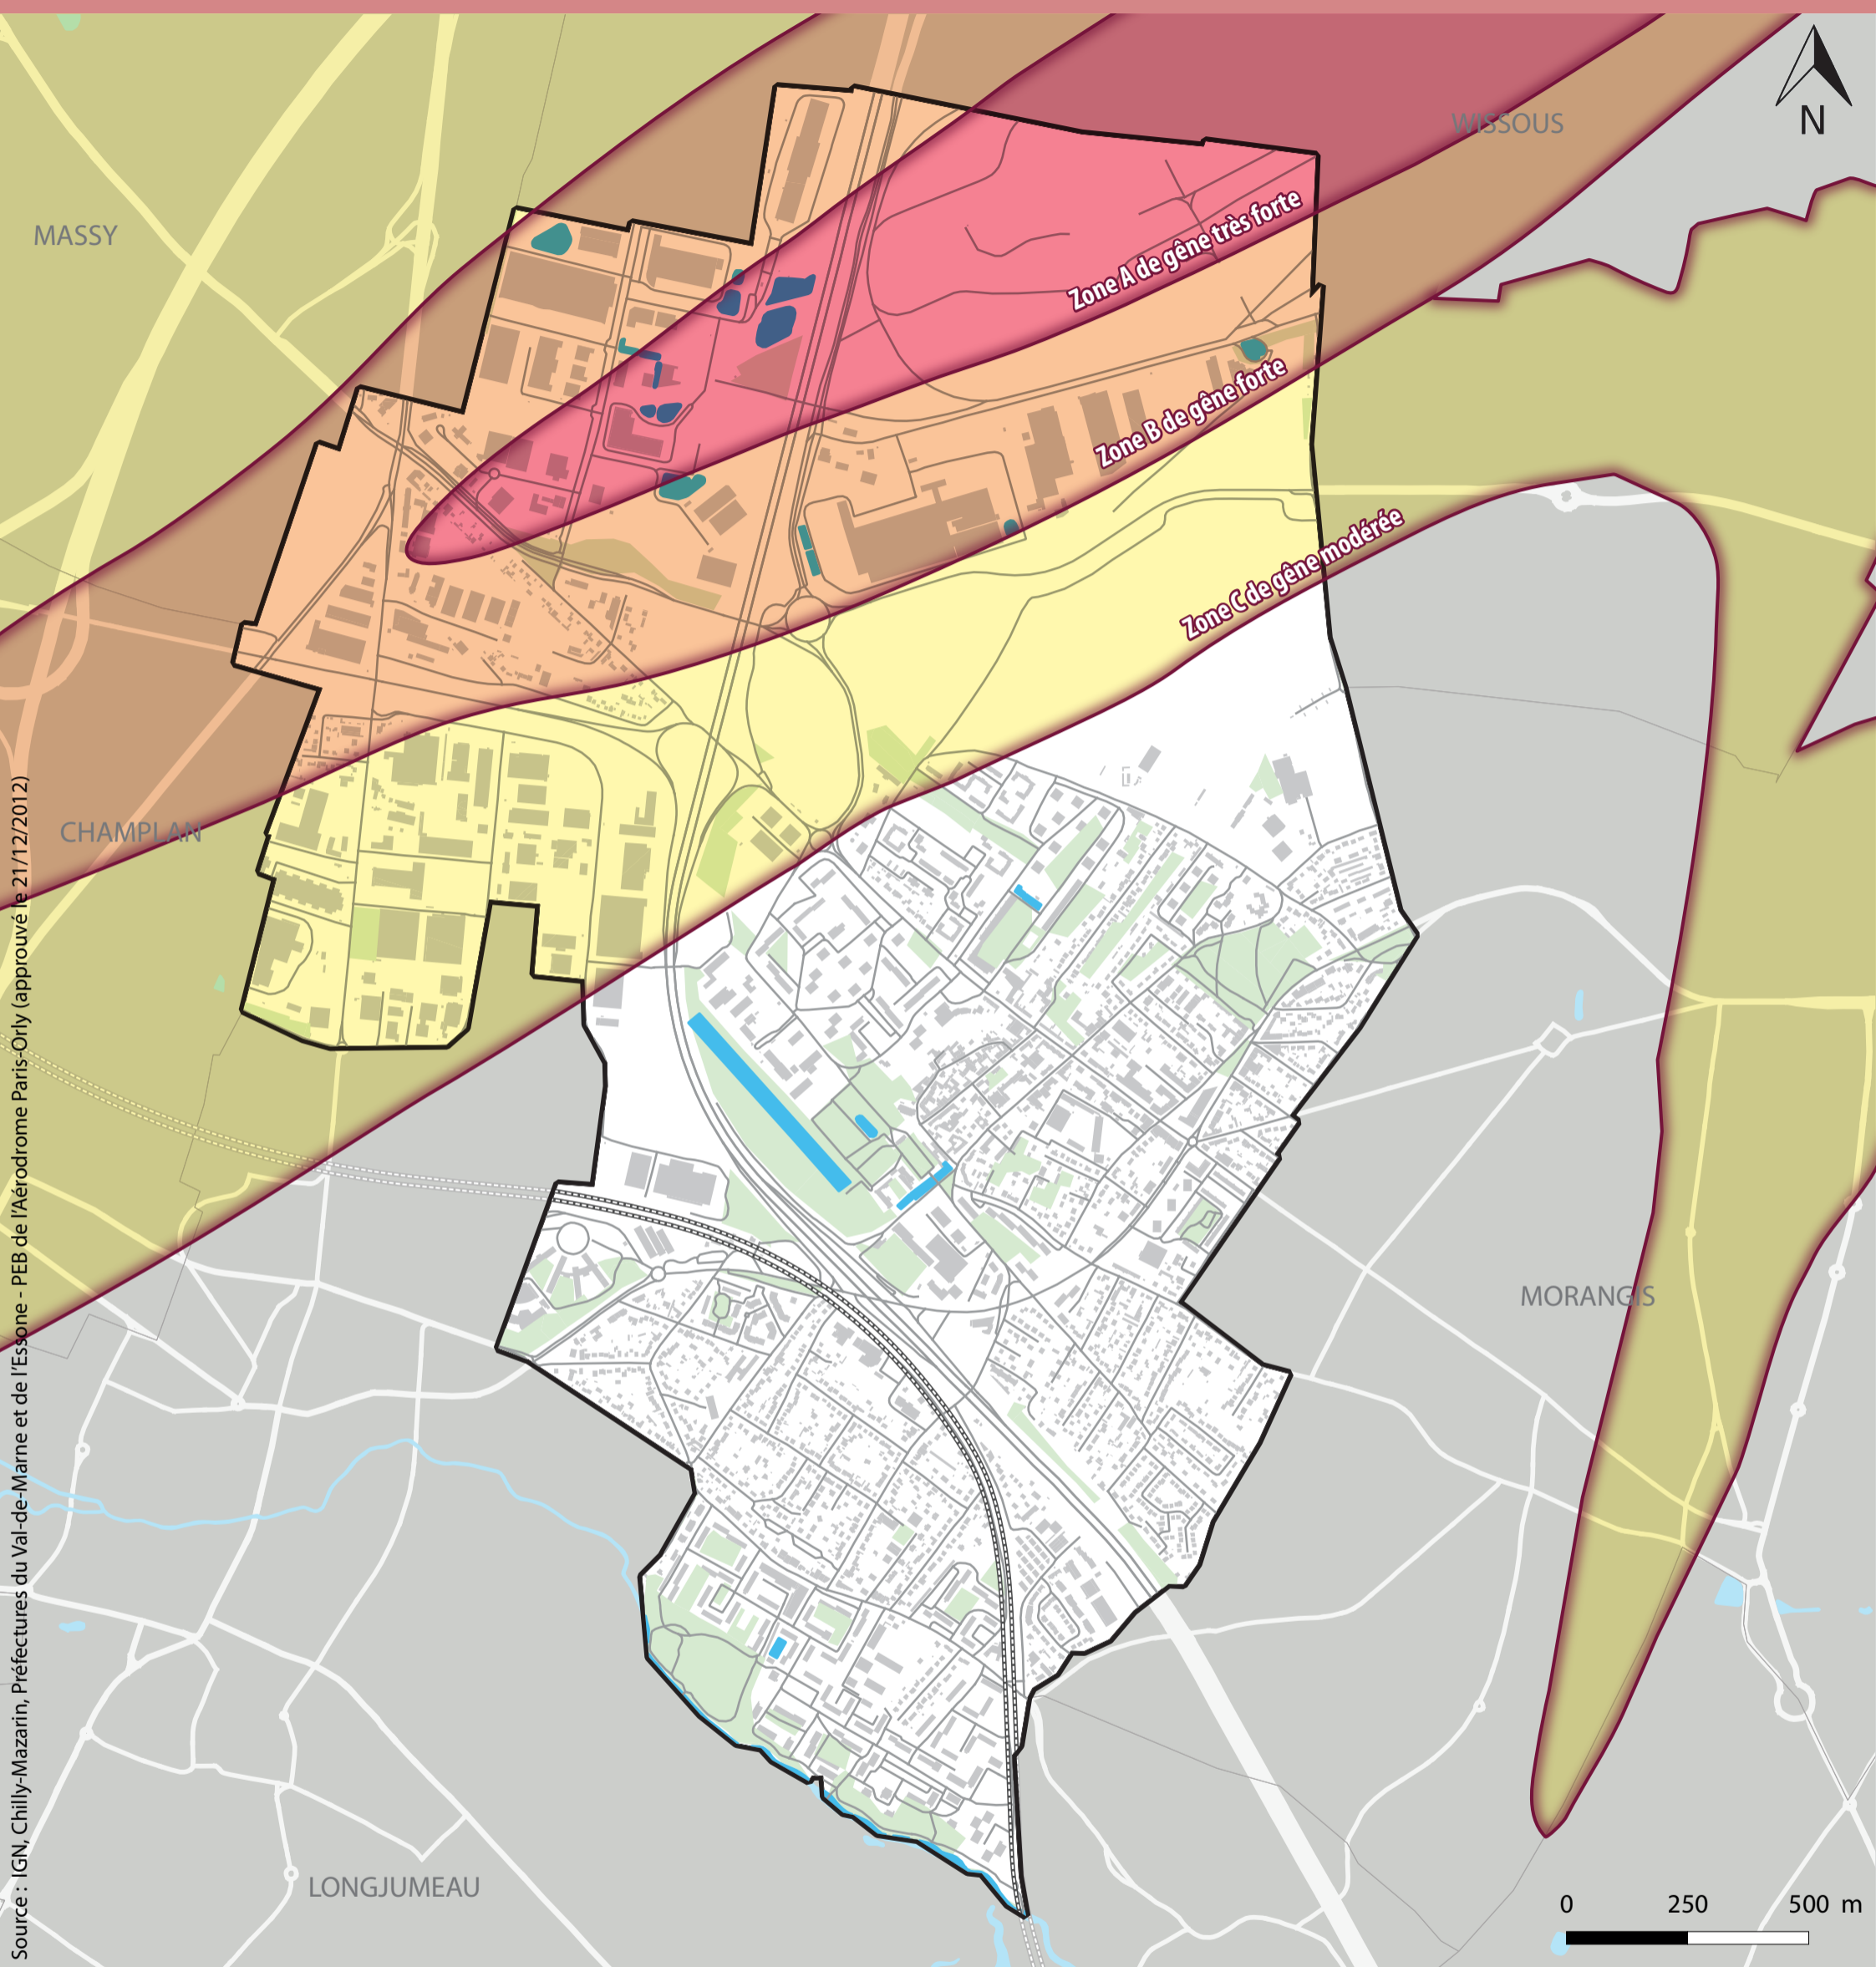 WISSOUS
N
MASSY
Zone A de gêne très forte
Zone B de gêne forte
Zone C de gêne modérée
CHAMPLAN
MORANGIS
LONGJUMEAU
0 250 500 m
Source : IGN, Chilly-Mazarin, Préfectures du Val-de-Marne et de l'Essone - PEB de l'Aérodrome Paris-Orly (approuvé le 21/12/2012)